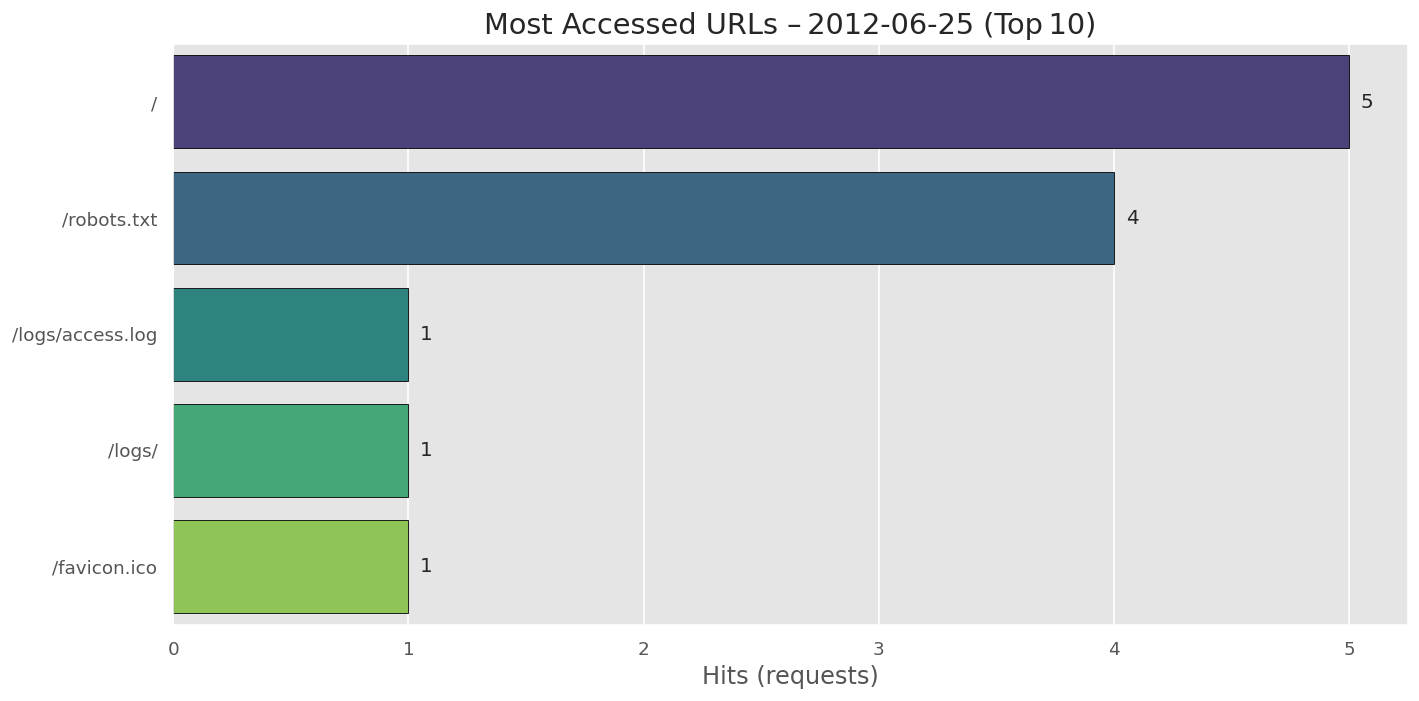 Most Accessed URLs – 2012-06-25 (Top 10)
/
5
/robots.txt
4
/logs/access.log
1
/logs/
1
/favicon.ico
1
0 1 2 3 4 5
Hits (requests)